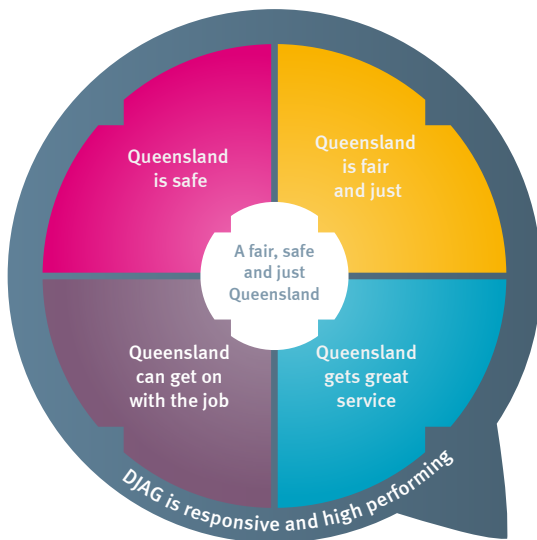 Queensland
is safe
Queensland
is fair
and just
A fair, safe
and just
Queensland
Queensland
can get on
with the job
Queensland
gets great
service
DJAG is responsive and high performing